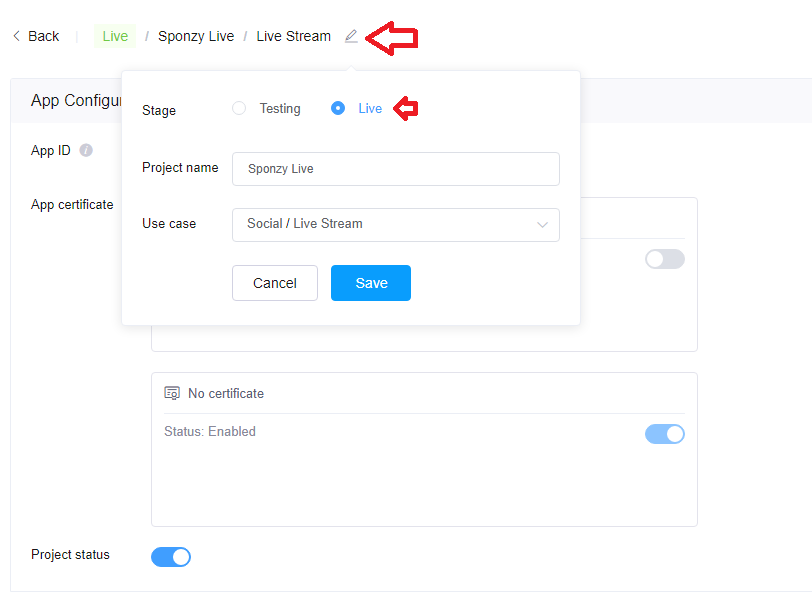 Back
Live / Sponzy Live / Live Stream
App Configu
Stage
Testing
Live
App ID
Project name
Sponzy Live
App certificate
Use case
Social / Live Stream
Cancel
Save
No certificate
Status: Enabled
Project status